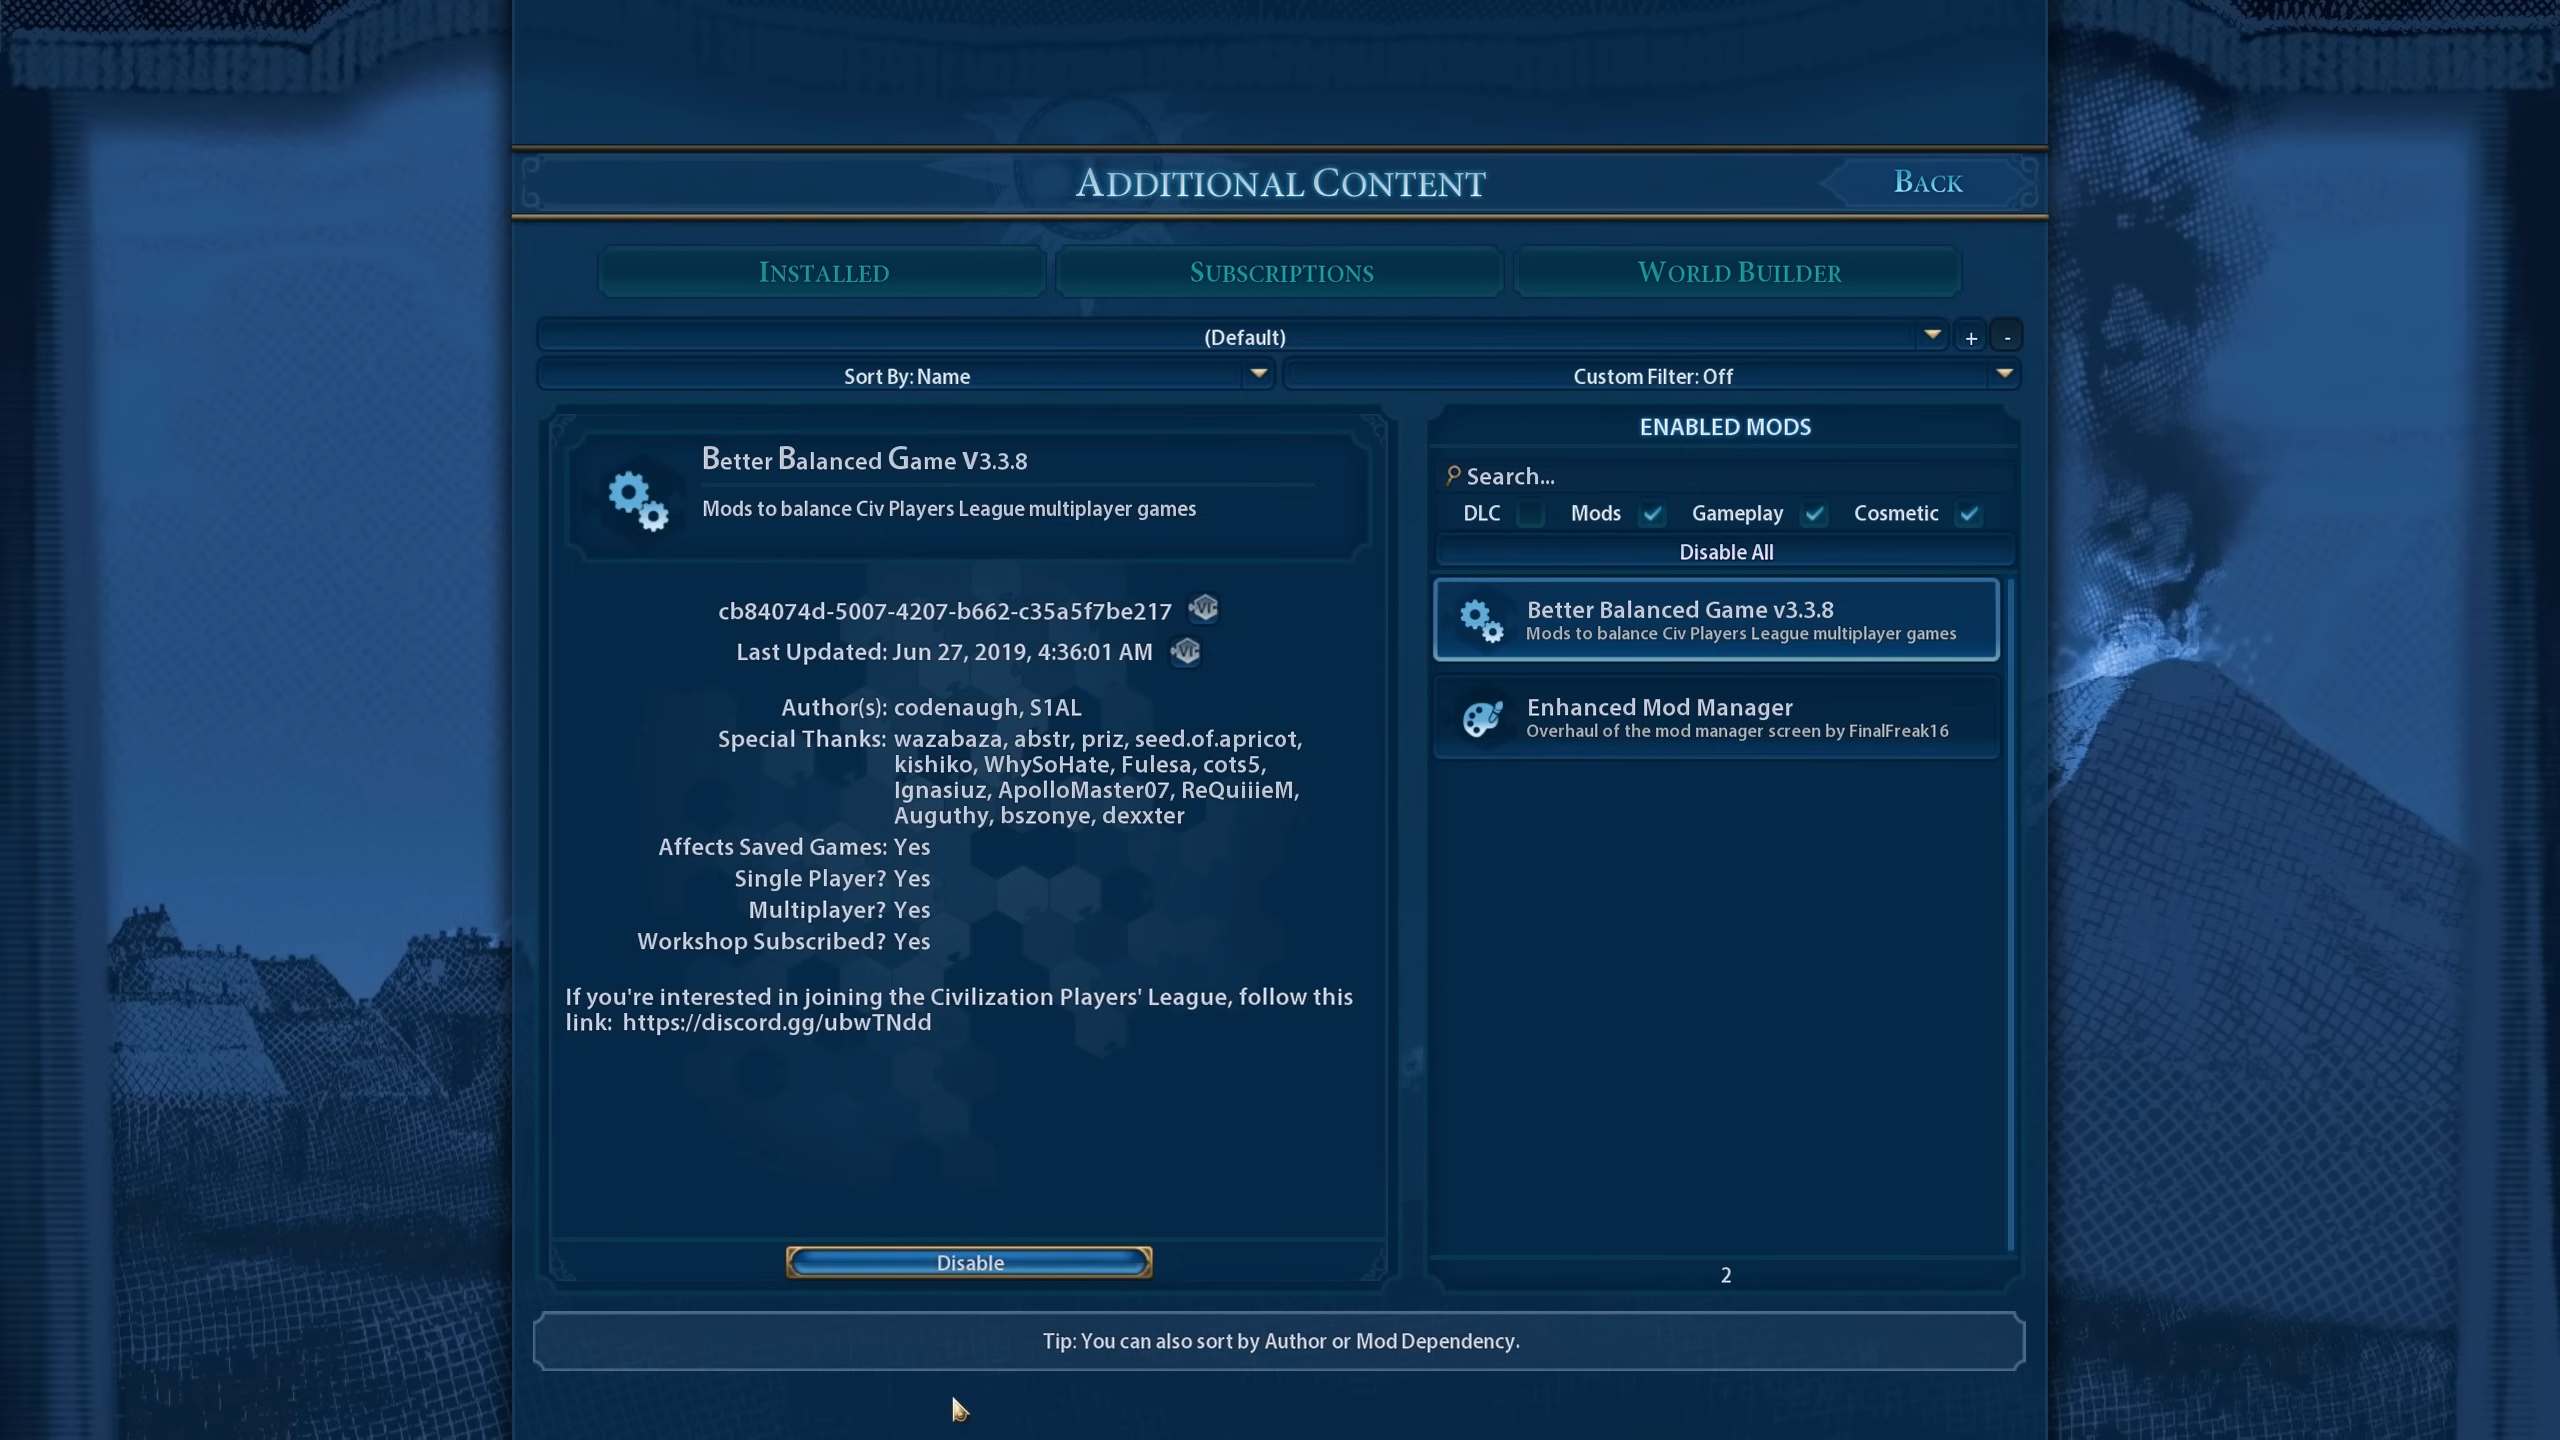 Additional Content
Back
Installed
Subscriptions
World Builder
(Default)
+
-
Sort By: Name
Custom Filter: Off
Better Balanced Game v3.3.8
Mods to balance Civ Players League multiplayer games
cb84074d-5007-4207-b662-c35a5f7be217
Last Updated: Jun 27, 2019, 4:36:01 AM
Author(s): codenaugh, S1AL
Special Thanks: wazabaza, abstr, priz, seed.of.apricot,
kishiko, WhySoHate, Fulesa, cots5,
Ignasiuz, ApolloMaster07, ReQuiiieM,
Auguthy, bszonye, dexxter
Affects Saved Games: Yes
Single Player? Yes
Multiplayer? Yes
Workshop Subscribed? Yes
If you're interested in joining the Civilization Players' League, follow this
link: https://discord.gg/ubwTNdd
Disable
ENABLED MODS
Search...
DLC Mods Gameplay Cosmetic
Disable All
Better Balanced Game v3.3.8
Mods to balance Civ Players League multiplayer games
Enhanced Mod Manager
Overhaul of the mod manager screen by FinalFreak16
2
Tip: You can also sort by Author or Mod Dependency.